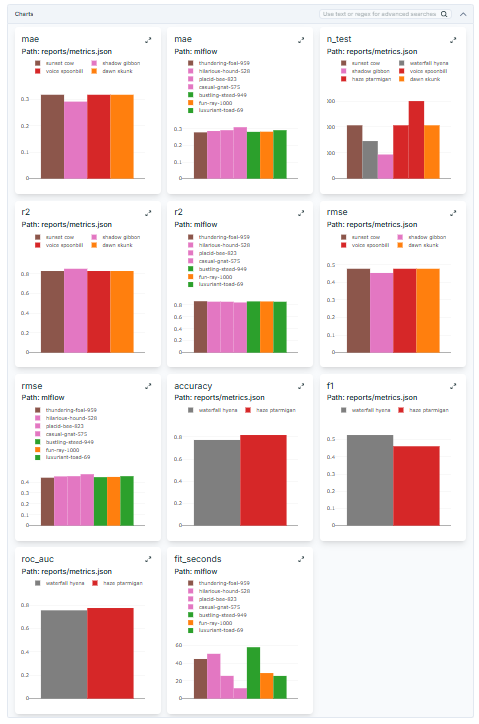 Charts
Use text or regex for advanced searches
mae
Path: reports/metrics.json
sunset cow
shadow gibbon
voice spoonbill
dawn skunk
0.3
0.2
0.1
0
mae
Path: mlflow
thundering-foal-959
hilarious-hound-528
placid-bee-823
casual-gnat-575
bustling-steed-949
fun-ray-1000
luxuriant-toad-69
0.3
0.2
0.1
0
n_test
Path: reports/metrics.json
sunset cow
waterfall hyena
shadow gibbon
voice spoonbill
haze ptarmigan
dawn skunk
0
r2
Path: reports/metrics.json
sunset cow
shadow gibbon
voice spoonbill
dawn skunk
0.8
0.6
0.4
0.2
0
r2
Path: mlflow
thundering-foal-959
hilarious-hound-528
placid-bee-823
casual-gnat-575
bustling-steed-949
fun-ray-1000
luxuriant-toad-69
0.8
0.6
0.4
0.2
0
rmse
Path: reports/metrics.json
sunset cow
shadow gibbon
voice spoonbill
dawn skunk
0.5
0.4
0.3
0.2
0.1
0
rmse
Path: mlflow
thundering-foal-959
hilarious-hound-528
placid-bee-823
casual-gnat-575
bustling-steed-949
fun-ray-1000
luxuriant-toad-69
0.4
0.3
0.2
0.1
0
accuracy
Path: reports/metrics.json
waterfall hyena
haze ptarmigan
0.8
0.6
0.4
0.2
0
f1
Path: reports/metrics.json
waterfall hyena
haze ptarmigan
0.5
0.4
0.3
0.2
0.1
0
roc_auc
Path: reports/metrics.json
waterfall hyena
haze ptarmigan
0.8
0.6
0.4
0.2
0
fit_seconds
Path: mlflow
thundering-foal-959
hilarious-hound-528
placid-bee-823
casual-gnat-575
bustling-steed-949
fun-ray-1000
luxuriant-toad-69
60
40
20
0